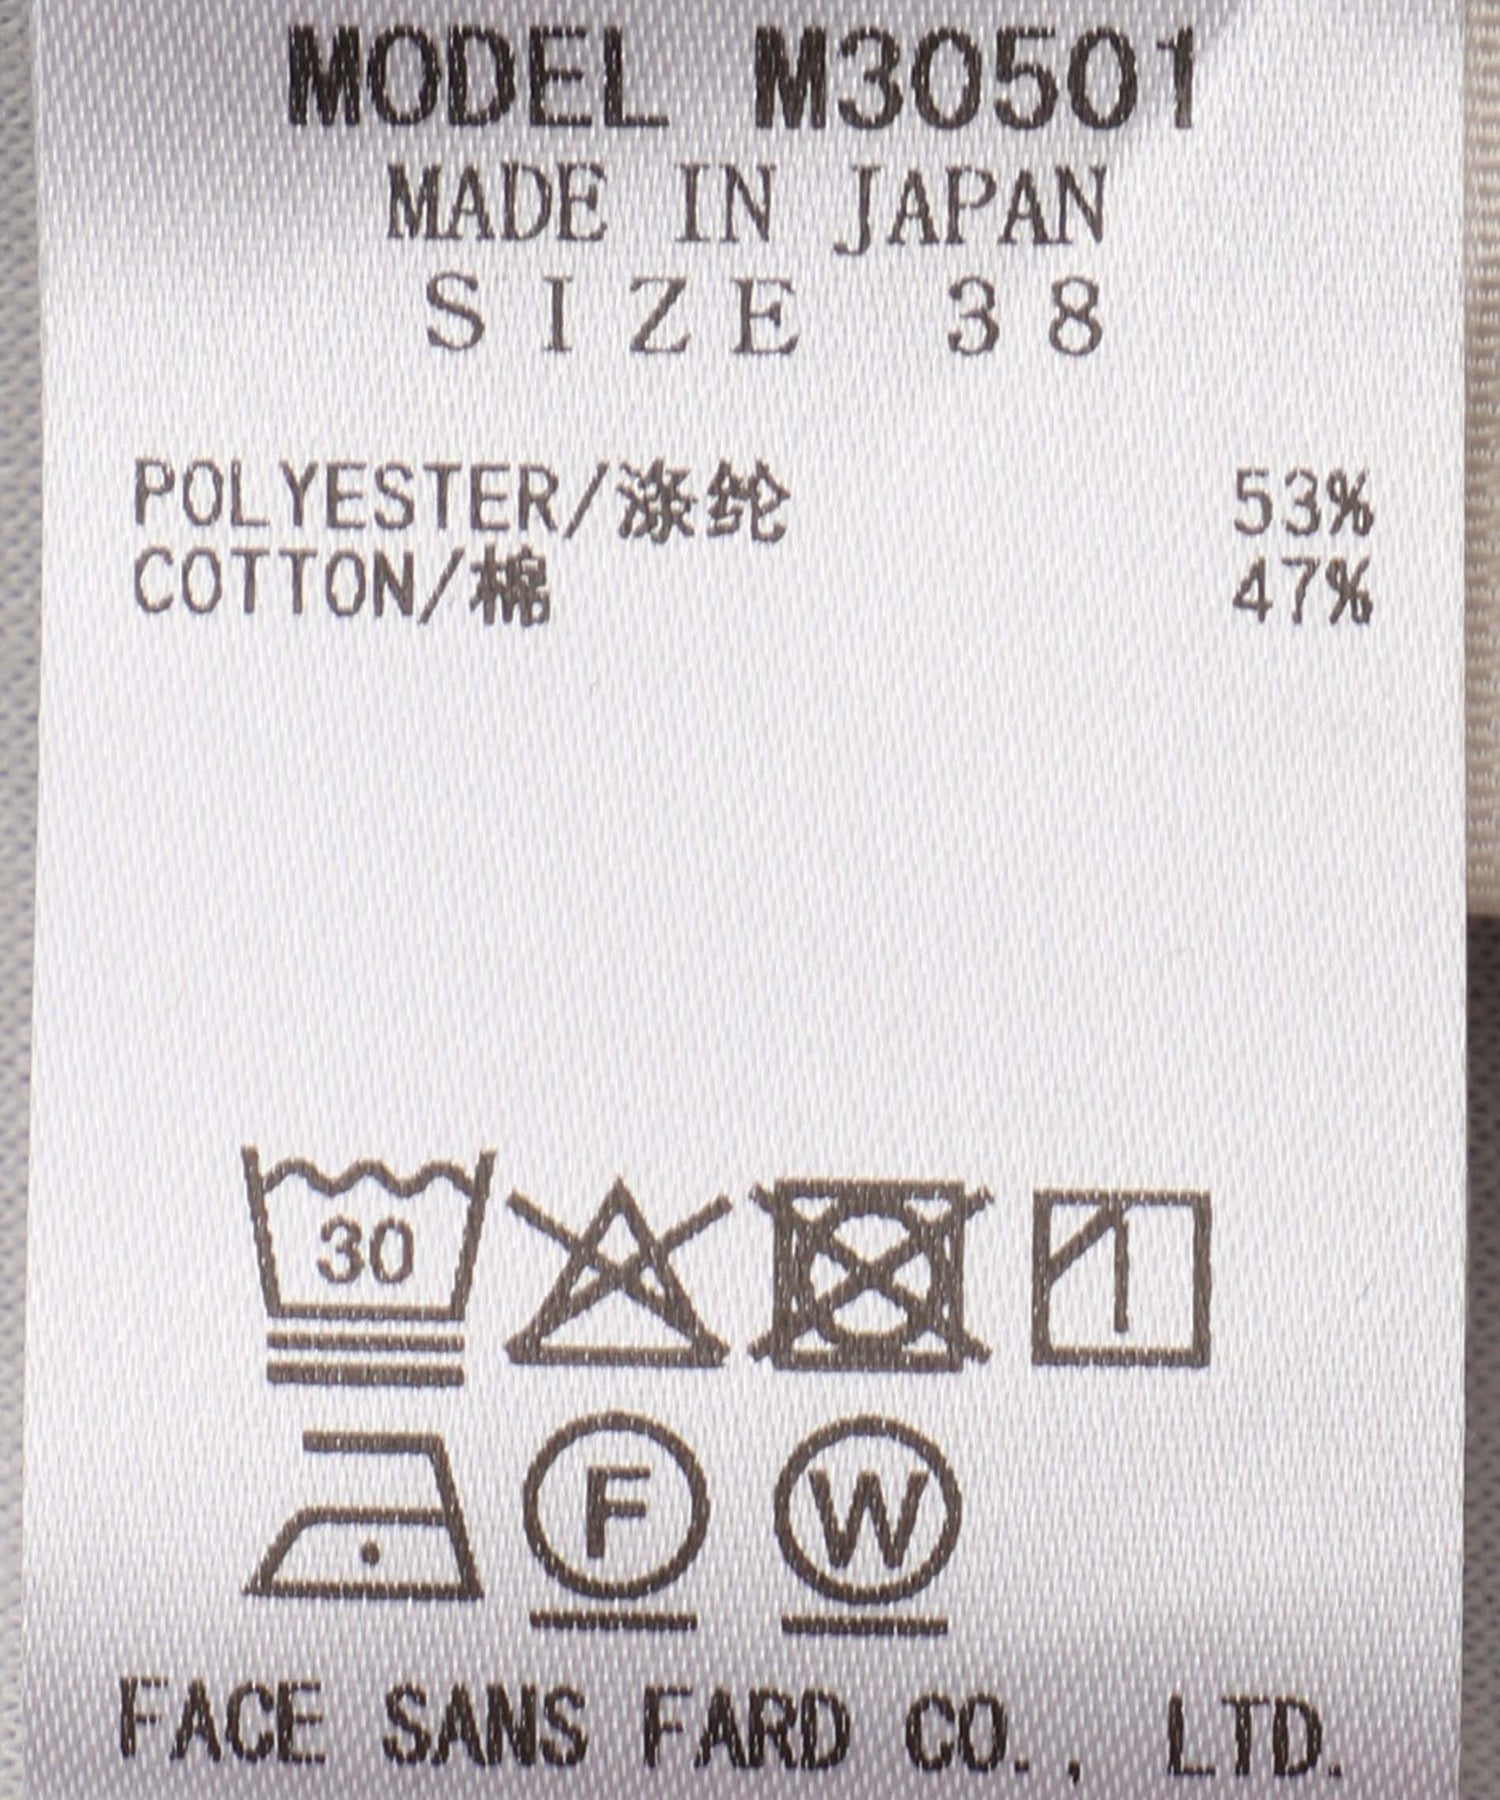 MODEL M30501
MADE IN JAPAN
SIZE 38
POLYESTER/涤纶 53%
COTTON/棉 47%
30
F W
FACE SANS FARD CO., LTD.